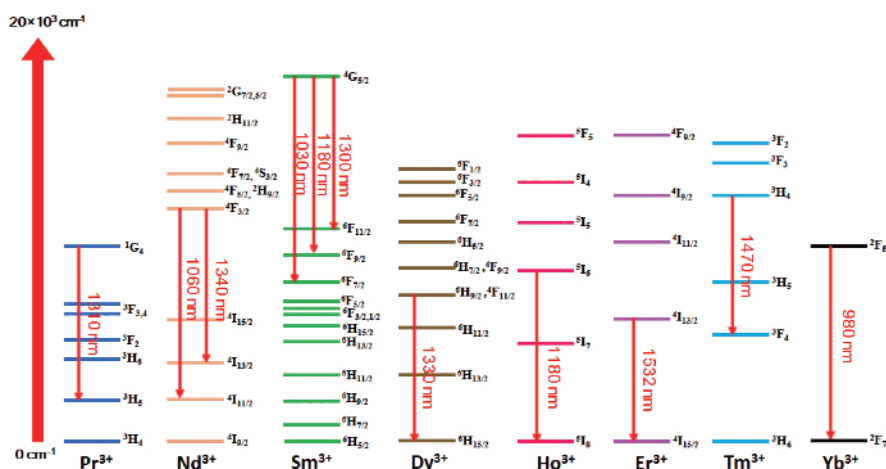 20×10³cm⁻¹
0 cm⁻¹
¹G₄
³F₃,₄
³F₂
³H₆
³H₅
³H₄
1310 nm
Pr³⁺
²G₇/₂,₅/₂
²H₁₁/₂
⁴F₉/₂
⁴F₇/₂, ⁴S₃/₂
⁴F₅/₂, ²H₉/₂
⁴F₃/₂
⁴I₁₅/₂
⁴I₁₃/₂
⁴I₁₁/₂
⁴I₉/₂
1060 nm
1340 nm
Nd³⁺
⁴G₅/₂
⁶F₁₁/₂
⁶F₉/₂
⁶F₇/₂
⁶F₅/₂
⁶F₃/₂,₁/₂
⁶H₁₅/₂
⁶H₁₃/₂
⁶H₁₁/₂
⁶H₉/₂
⁶H₇/₂
⁶H₅/₂
1030 nm
1180 nm
1300 nm
Sm³⁺
⁶F₁/₂
⁶F₃/₂
⁶F₅/₂
⁶F₇/₂
⁶H₅/₂
⁶H₇/₂ ,⁴F₉/₂
⁶H₉/₂ ,⁴F₁₁/₂
⁶H₁₁/₂
⁶H₁₃/₂
⁶H₁₅/₂
1330 nm
Dy³⁺
⁵F₅
⁵I₄
⁵I₅
⁵I₆
⁵I₇
⁵I₈
1180 nm
Ho³⁺
⁴F₉/₂
⁴I₉/₂
⁴I₁₁/₂
⁴I₁₃/₂
⁴I₁₅/₂
1532 nm
Er³⁺
³F₂
³F₃
³H₄
³H₅
³F₄
³H₆
1470 nm
Tm³⁺
²F₅
²F₇
980 nm
Yb³⁺